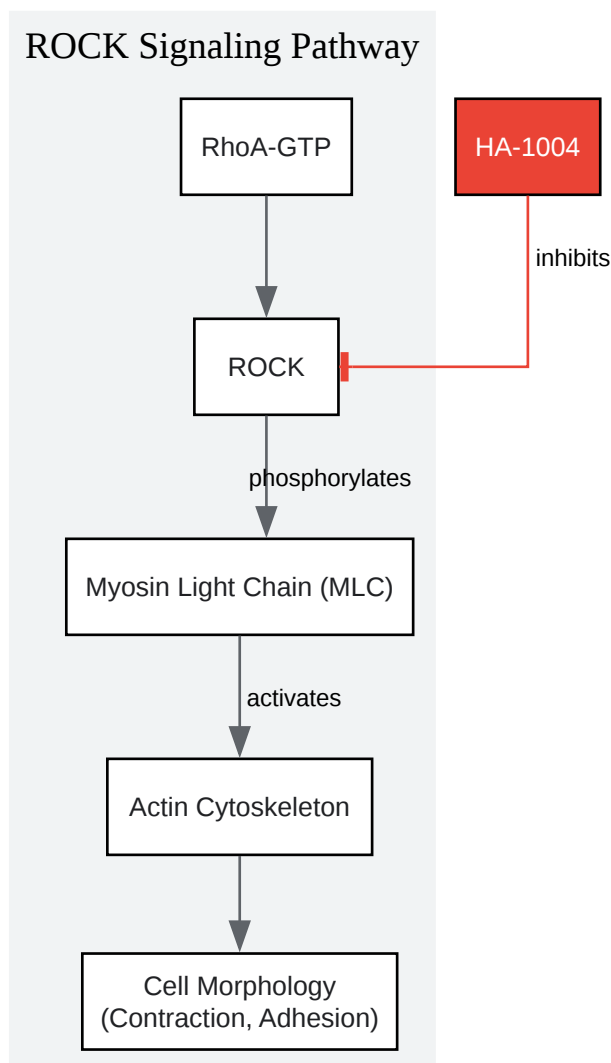 ROCK Signaling Pathway
RhoA-GTP
HA-1004
inhibits
ROCK
phosphorylates
Myosin Light Chain (MLC)
activates
Actin Cytoskeleton
Cell Morphology
(Contraction, Adhesion)